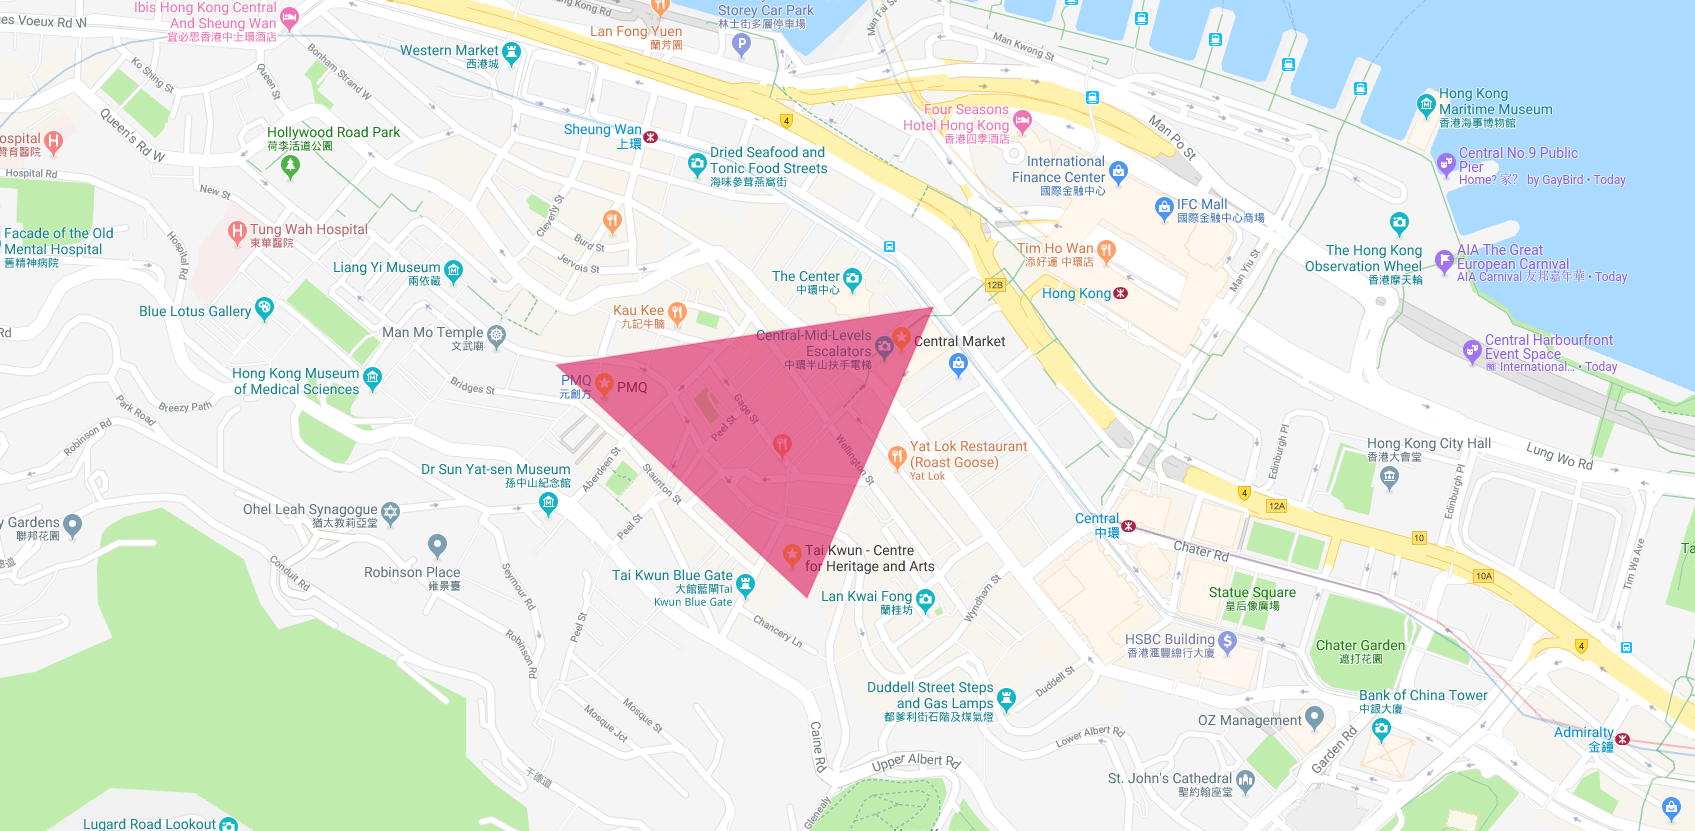 Ibis Hong Kong Central
And Sheung Wan
宜必思香港中上環酒店
es Voeux Rd W
Western Market
西港城
Bonham Strand W
Ko Shing St
Queen St
Queen's Rd W
Lan Fong Yuen
蘭芳園
Storey Car Park
林士街多層停車場
Man Kwong St
Man Po St
4
Four Seasons
Hotel Hong Kong
香港四季酒店
Hong Kong
Maritime Museum
香港海事博物館
Hollywood Road Park
荷李活道公園
Sheung Wan
上環
Dried Seafood and
Tonic Food Streets
海味參茸燕窩街
International
Finance Center
國際金融中心
Central No.9 Public
Pier
Home? 家？ by GayBird • Today
ospital
贊育醫院
Hospital Rd
New St
Hospital Rd
Cleverly St
Burd St
Jervois St
IFC Mall
國際金融中心商場
Tung Wah Hospital
東華醫院
Facade of the Old
Mental Hospital
舊精神病院
Liang Yi Museum
兩依藏
The Center
中環中心
Tim Ho Wan
添好運 中環店
12B
Hong Kong
Man Yiu St
The Hong Kong
Observation Wheel
香港摩天輪
AIA The Great
European Carnival
AIA Carnival 友邦嘉年華 • Today
Blue Lotus Gallery
Kau Kee
九記牛腩
Man Mo Temple
文武廟
Central-Mid-Levels
Escalators
中環半山扶手電梯
Central Market
Central Harbourfront
Event Space
International... • Today
Rd
Hong Kong Museum
of Medical Sciences
Bridges St
PMQ
元創方
PMQ
Park Road
Breezy Path
Robinson Rd
Gage St
Peel St
Wellington St
Yat Lok Restaurant
(Roast Goose)
Yat Lok
Edinburgh Pl
Hong Kong City Hall
香港大會堂
Lung Wo Rd
Dr Sun Yat-sen Museum
孫中山紀念館
Aberdeen St
Staunton St
Peel St
4
12A
Edinburgh Pl
Ohel Leah Synagogue
猶太教莉亞堂
y Gardens
聯邦花園
Central
中環
Chater Rd
10
10A
Tim Wa Ave
Ta
Robinson Place
雍景臺
Conduit Rd
Seymour Rd
Tai Kwun - Centre
for Heritage and Arts
Tai Kwun Blue Gate
大館藍閘Tai
Kwun Blue Gate
Lan Kwai Fong
蘭桂坊
Wyndham St
Statue Square
皇后像廣場
Chancery Ln
Peel St
Robinson Rd
HSBC Building
香港滙豐總行大廈
Chater Garden
遮打花園
4
Duddell Street Steps
and Gas Lamps
都爹利街石階及煤氣燈
Duddell St
Bank of China Tower
中銀大廈
Mosque St
Mosque Jct
干德道
Caine Rd
Upper Albert Rd
Lower Albert Rd
OZ Management
Garden Rd
Admiralty
金鐘
St. John's Cathedral
聖約翰座堂
Glenealy
Lugard Road Lookout